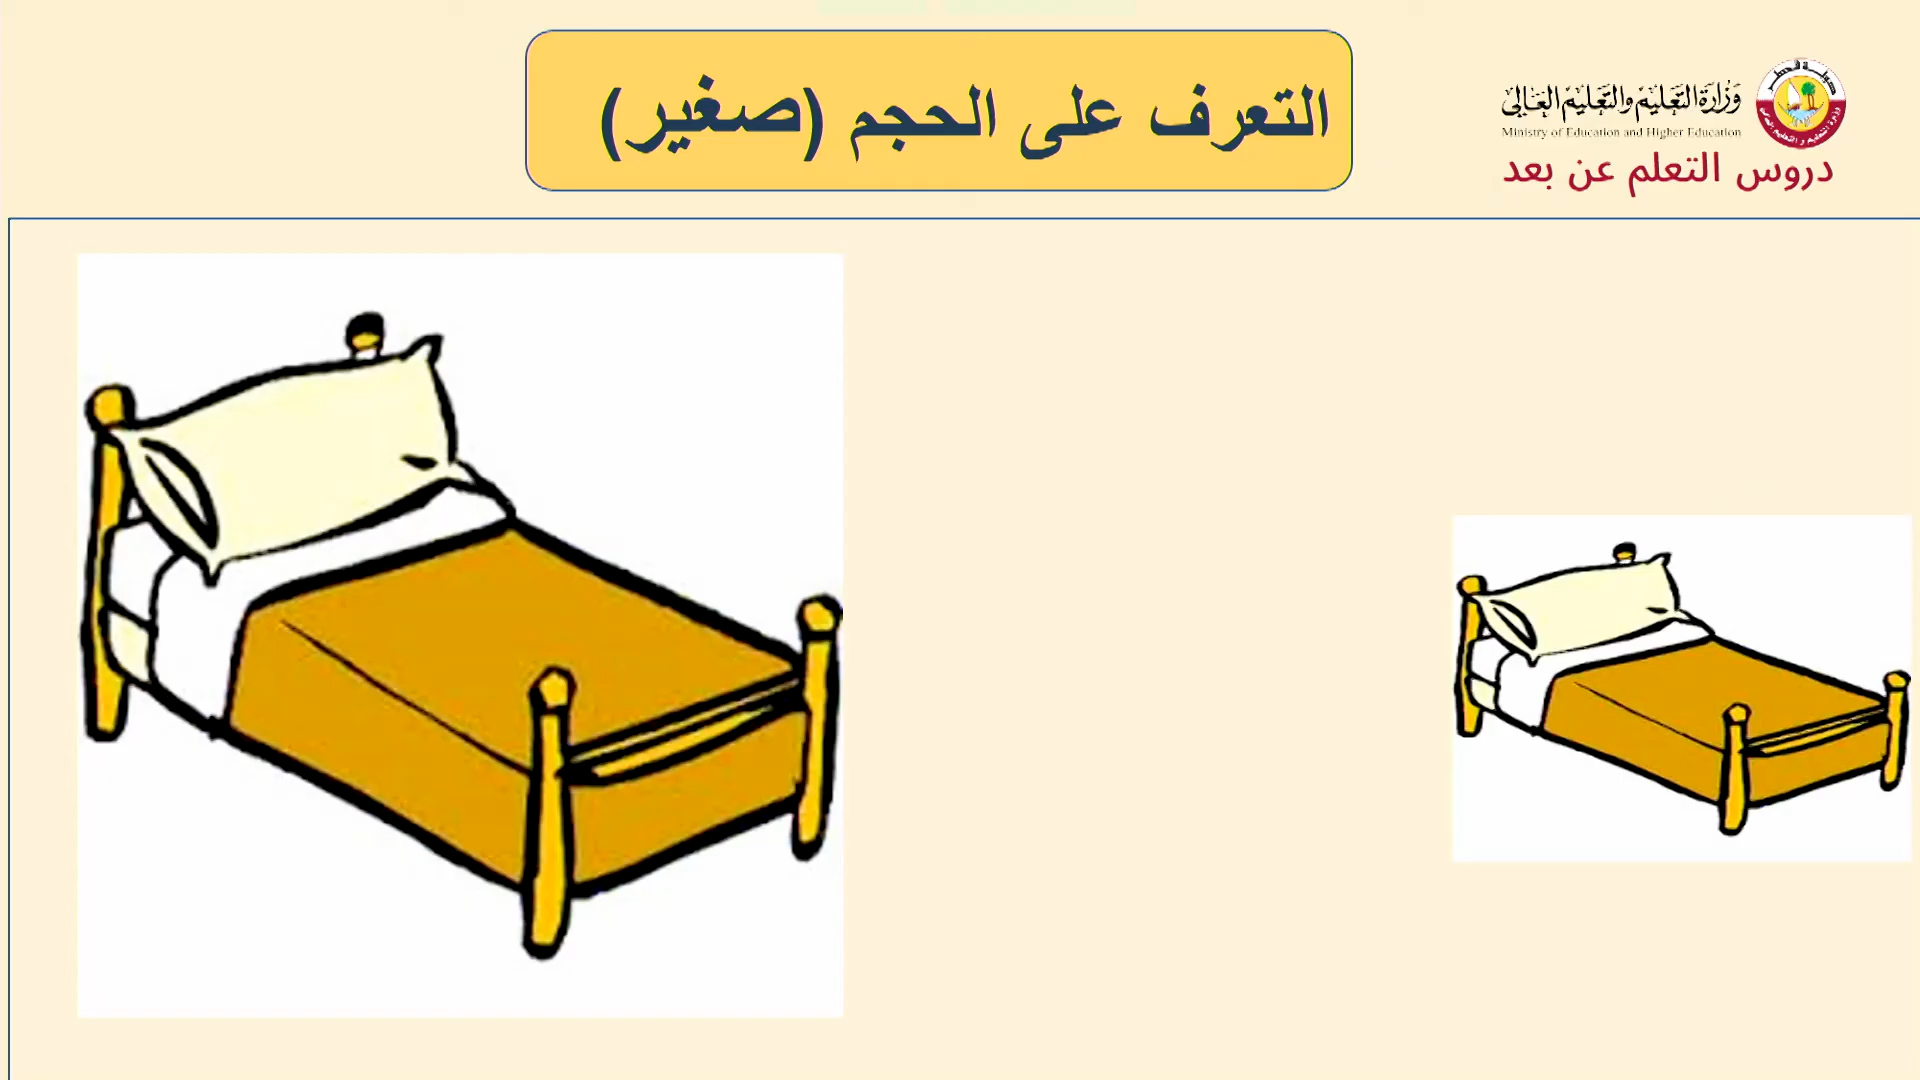 التعرف على الحجم (صغير)
وزارة التعليم والتعليم العالي
Ministry of Education and Higher Education
دروس التعلم عن بعد